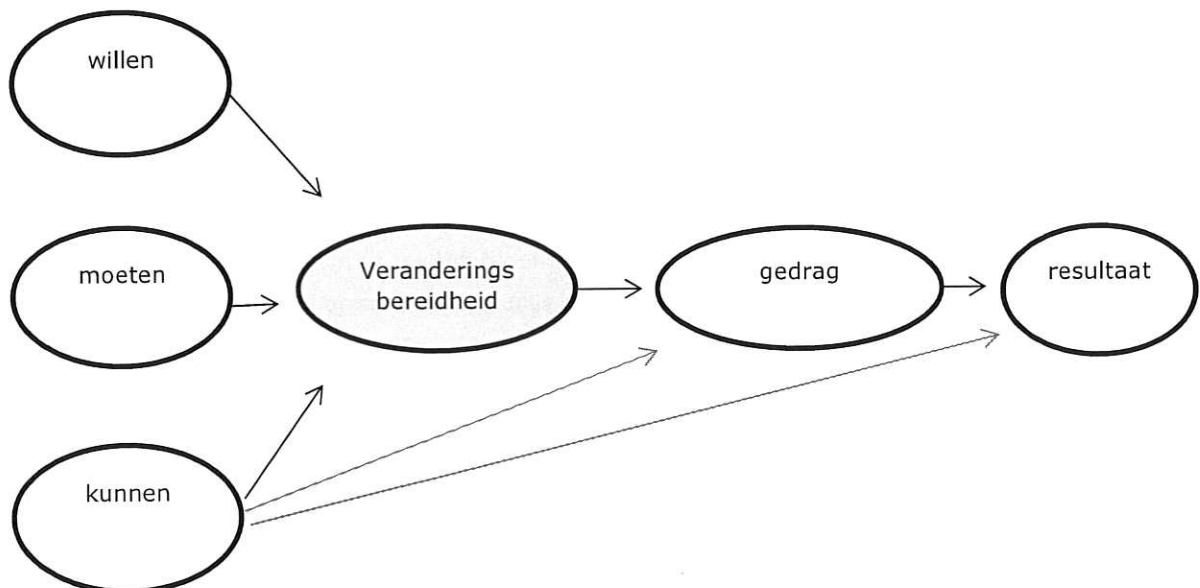 willen
moeten
Veranderings
bereidheid
gedrag
resultaat
kunnen